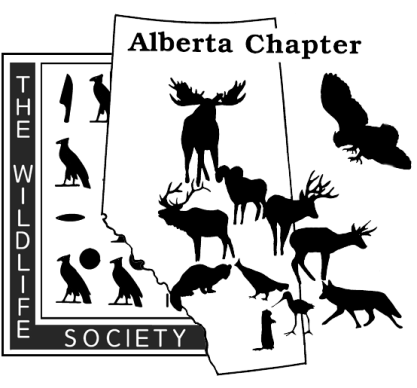 Alberta Chapter
THE WILDLIFE
SOCIETY